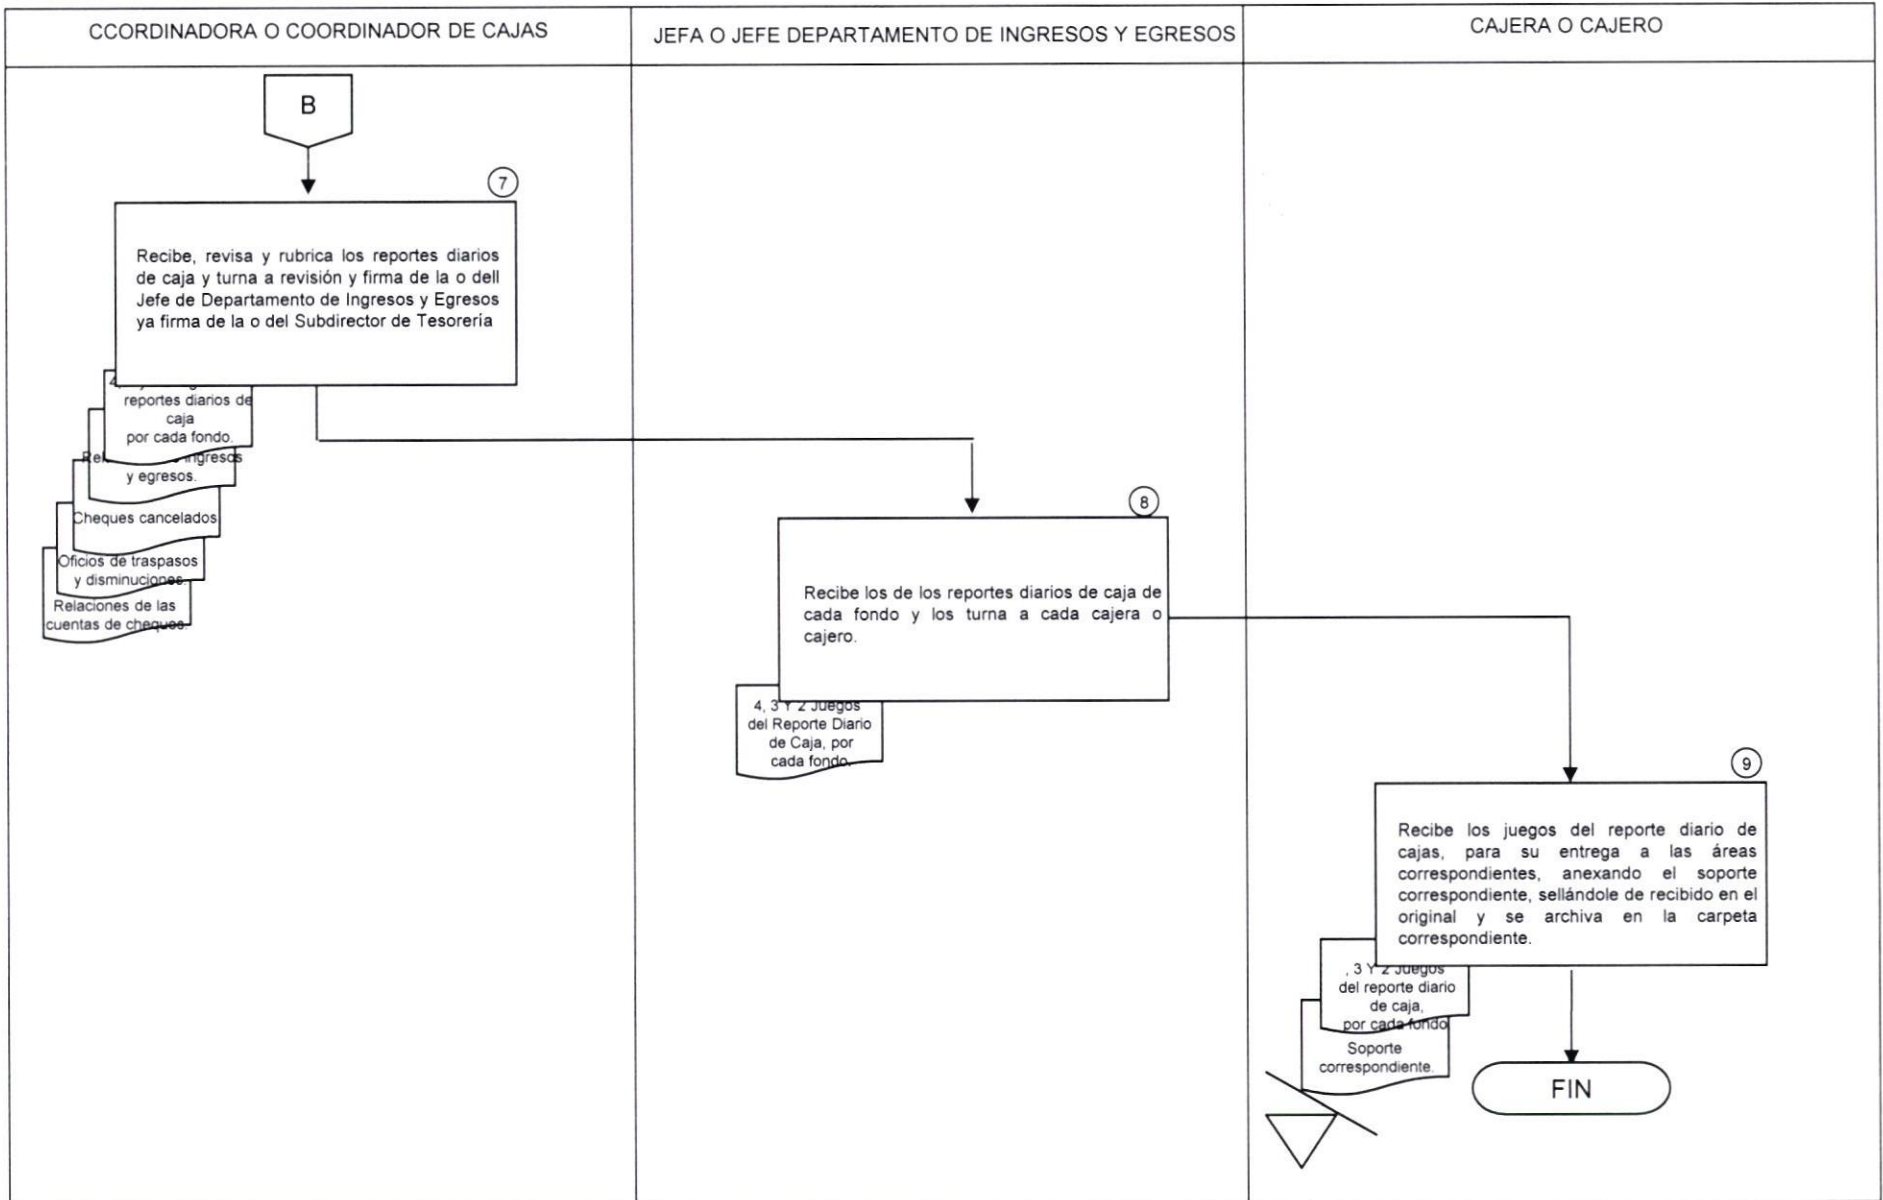 CCORDINADORA O COORDINADOR DE CAJAS
JEFA O JEFE DEPARTAMENTO DE INGRESOS Y EGRESOS
CAJERA O CAJERO
B
7
Recibe, revisa y rubrica los reportes diarios
de caja y turna a revisión y firma de la o dell
Jefe de Departamento de Ingresos y Egresos
ya firma de la o del Subdirector de Tesorería
reportes diarios de
caja
por cada fondo.
ingresos
y egresos.
Cheques cancelados
Oficios de traspasos
y disminuciones.
Relaciones de las
cuentas de cheques.
8
Recibe los de los reportes diarios de caja de
cada fondo y los turna a cada cajera o
cajero.
4, 3 Y 2 Juegos
del Reporte Diario
de Caja, por
cada fondo.
9
Recibe los juegos del reporte diario de
cajas, para su entrega a las áreas
correspondientes, anexando el soporte
correspondiente, sellándole de recibido en el
original y se archiva en la carpeta
correspondiente.
, 3 Y 2 Juegos
del reporte diario
de caja,
por cada fondo
Soporte
correspondiente.
FIN